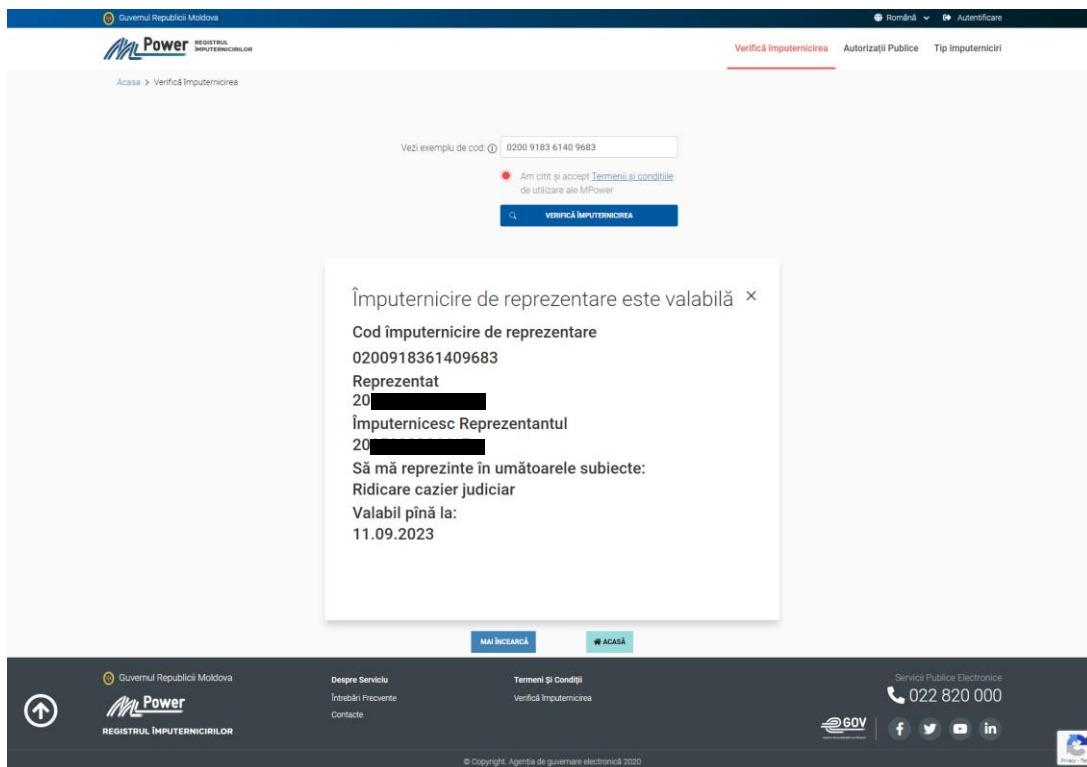 Guvernul Republicii Moldova
Română
Autentificare
Power REGISTRUL ÎMPUTERNICIRILOR
Verifică împuternicirea
Autorizații Publice
Tip împuterniciri
Acasa > Verifică împuternicirea
Vezi exemplu de cod:
0200 9183 6140 9683
Am citit și accept Termenii și condițiile
de utilizare ale MPower
VERIFICĂ ÎMPUTERNICIREA
Împuternicire de reprezentare este valabilă ×
Cod împuternicire de reprezentare
0200918361409683
Reprezentat
20
Împuternicesc Reprezentantul
20
Să mă reprezinte în umătoarele subiecte:
Ridicare cazier judiciar
Valabil pînă la:
11.09.2023
MAI ÎNCEARCĂ
ACASĂ
Guvernul Republicii Moldova
Power
REGISTRUL ÎMPUTERNICIRILOR
Despre Serviciu
Întrebări Frecvente
Contacte
Termeni Și Condiții
Verifică împuternicirea
Servicii Publice Electronice
022 820 000
GOV
© Copyright. Agenția de guvernare electronică 2020